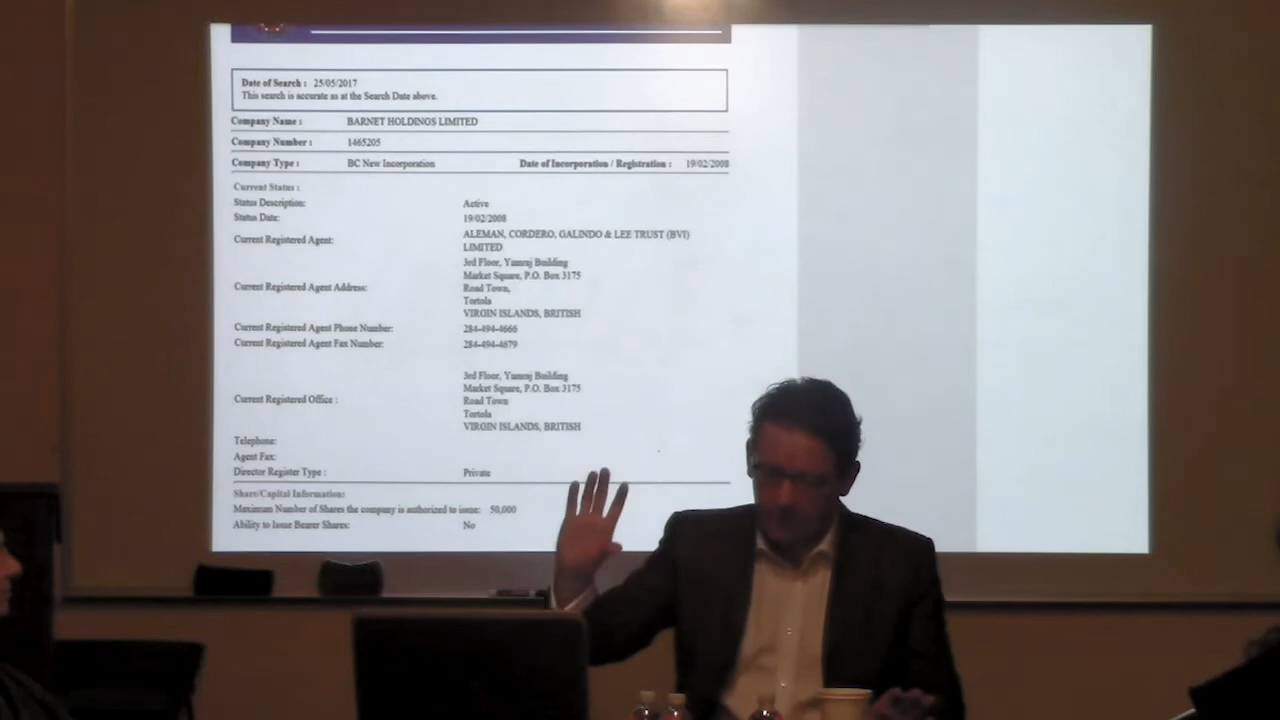 Date of Search : 25/05/2017
This search is accurate as at the Search Date above.
Company Name : BARNET HOLDINGS LIMITED
Company Number : 1465205
Company Type : BC New Incorporation Date of Incorporation / Registration : 19/02/2008
Current Status :
Status Description: Active
Status Date: 19/02/2008
Current Registered Agent: ALEMAN, CORDERO, GALINDO & LEE TRUST (BVI)
LIMITED
3rd Floor, Yamraj Building
Market Square, P.O. Box 3175
Current Registered Agent Address: Road Town,
Tortola
VIRGIN ISLANDS, BRITISH
Current Registered Agent Phone Number: 284-494-4666
Current Registered Agent Fax Number: 284-494-4679
3rd Floor, Yamraj Building
Market Square, P.O. Box 3175
Current Registered Office : Road Town
Tortola
VIRGIN ISLANDS, BRITISH
Telephone:
Agent Fax:
Director Register Type : Private
Share/Capital Information:
Maximum Number of Shares the company is authorized to issue: 50,000
Ability to Issue Bearer Shares: No